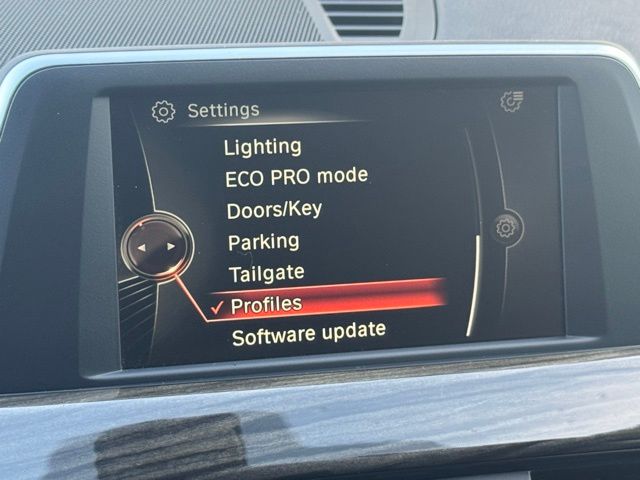 Settings
Lighting
ECO PRO mode
Doors/Key
Parking
Tailgate
Profiles
Software update